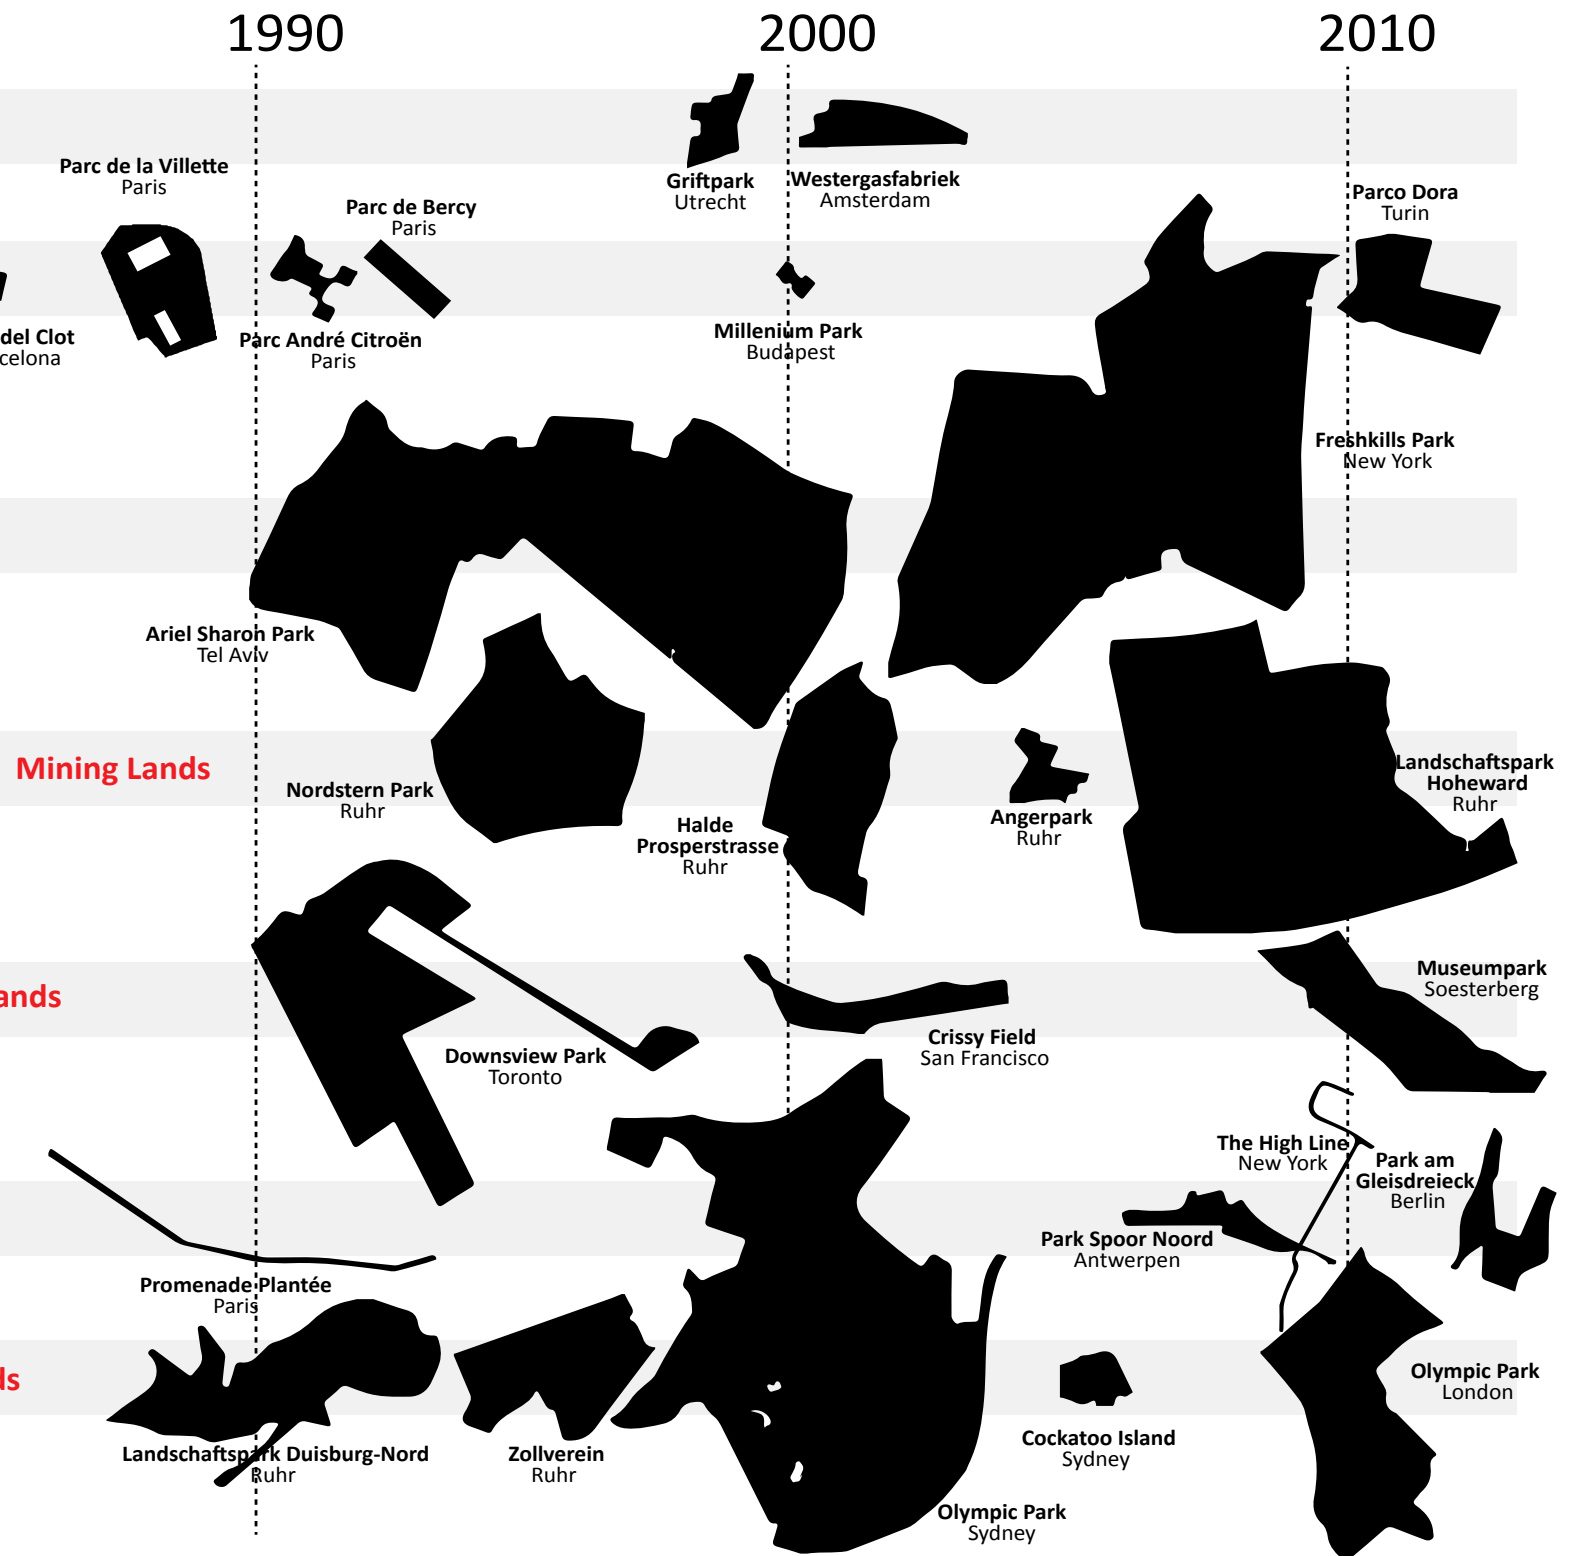 1990
2000
2010
Parc de la Villette
Paris
Parc de Bercy
Paris
Griftpark
Utrecht
Westergasfabriek
Amsterdam
Parco Dora
Turin
del Clot
celona
Parc André Citroën
Paris
Millenium Park
Budapest
Freshkills Park
New York
Ariel Sharon Park
Tel Aviv
Mining Lands
Nordstern Park
Ruhr
Halde
Prosperstrasse
Ruhr
Angerpark
Ruhr
Landschaftspark
Hoheward
Ruhr
ands
Downsview Park
Toronto
Crissy Field
San Francisco
Museumpark
Soesterberg
The High Line
New York
Park am
Gleisdreieck
Berlin
Park Spoor Noord
Antwerpen
Promenade Plantée
Paris
ds
Landschaftspark Duisburg-Nord
Ruhr
Zollverein
Ruhr
Olympic Park
Sydney
Cockatoo Island
Sydney
Olympic Park
London